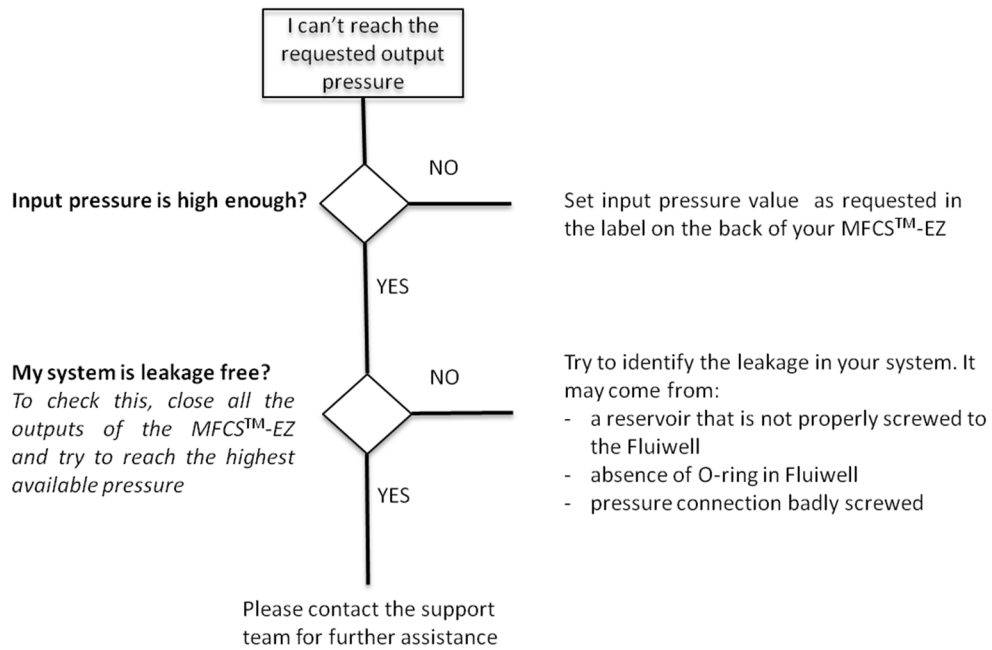 I can't reach the
requested output
pressure
NO
Input pressure is high enough?
Set input pressure value as requested in
the label on the back of your MFCS™-EZ
YES
My system is leakage free?
To check this, close all the
outputs of the MFCS™-EZ
and try to reach the highest
available pressure
NO
Try to identify the leakage in your system. It
may come from:
- a reservoir that is not properly screwed to
the Fluiwell
- absence of O-ring in Fluiwell
- pressure connection badly screwed
YES
Please contact the support
team for further assistance